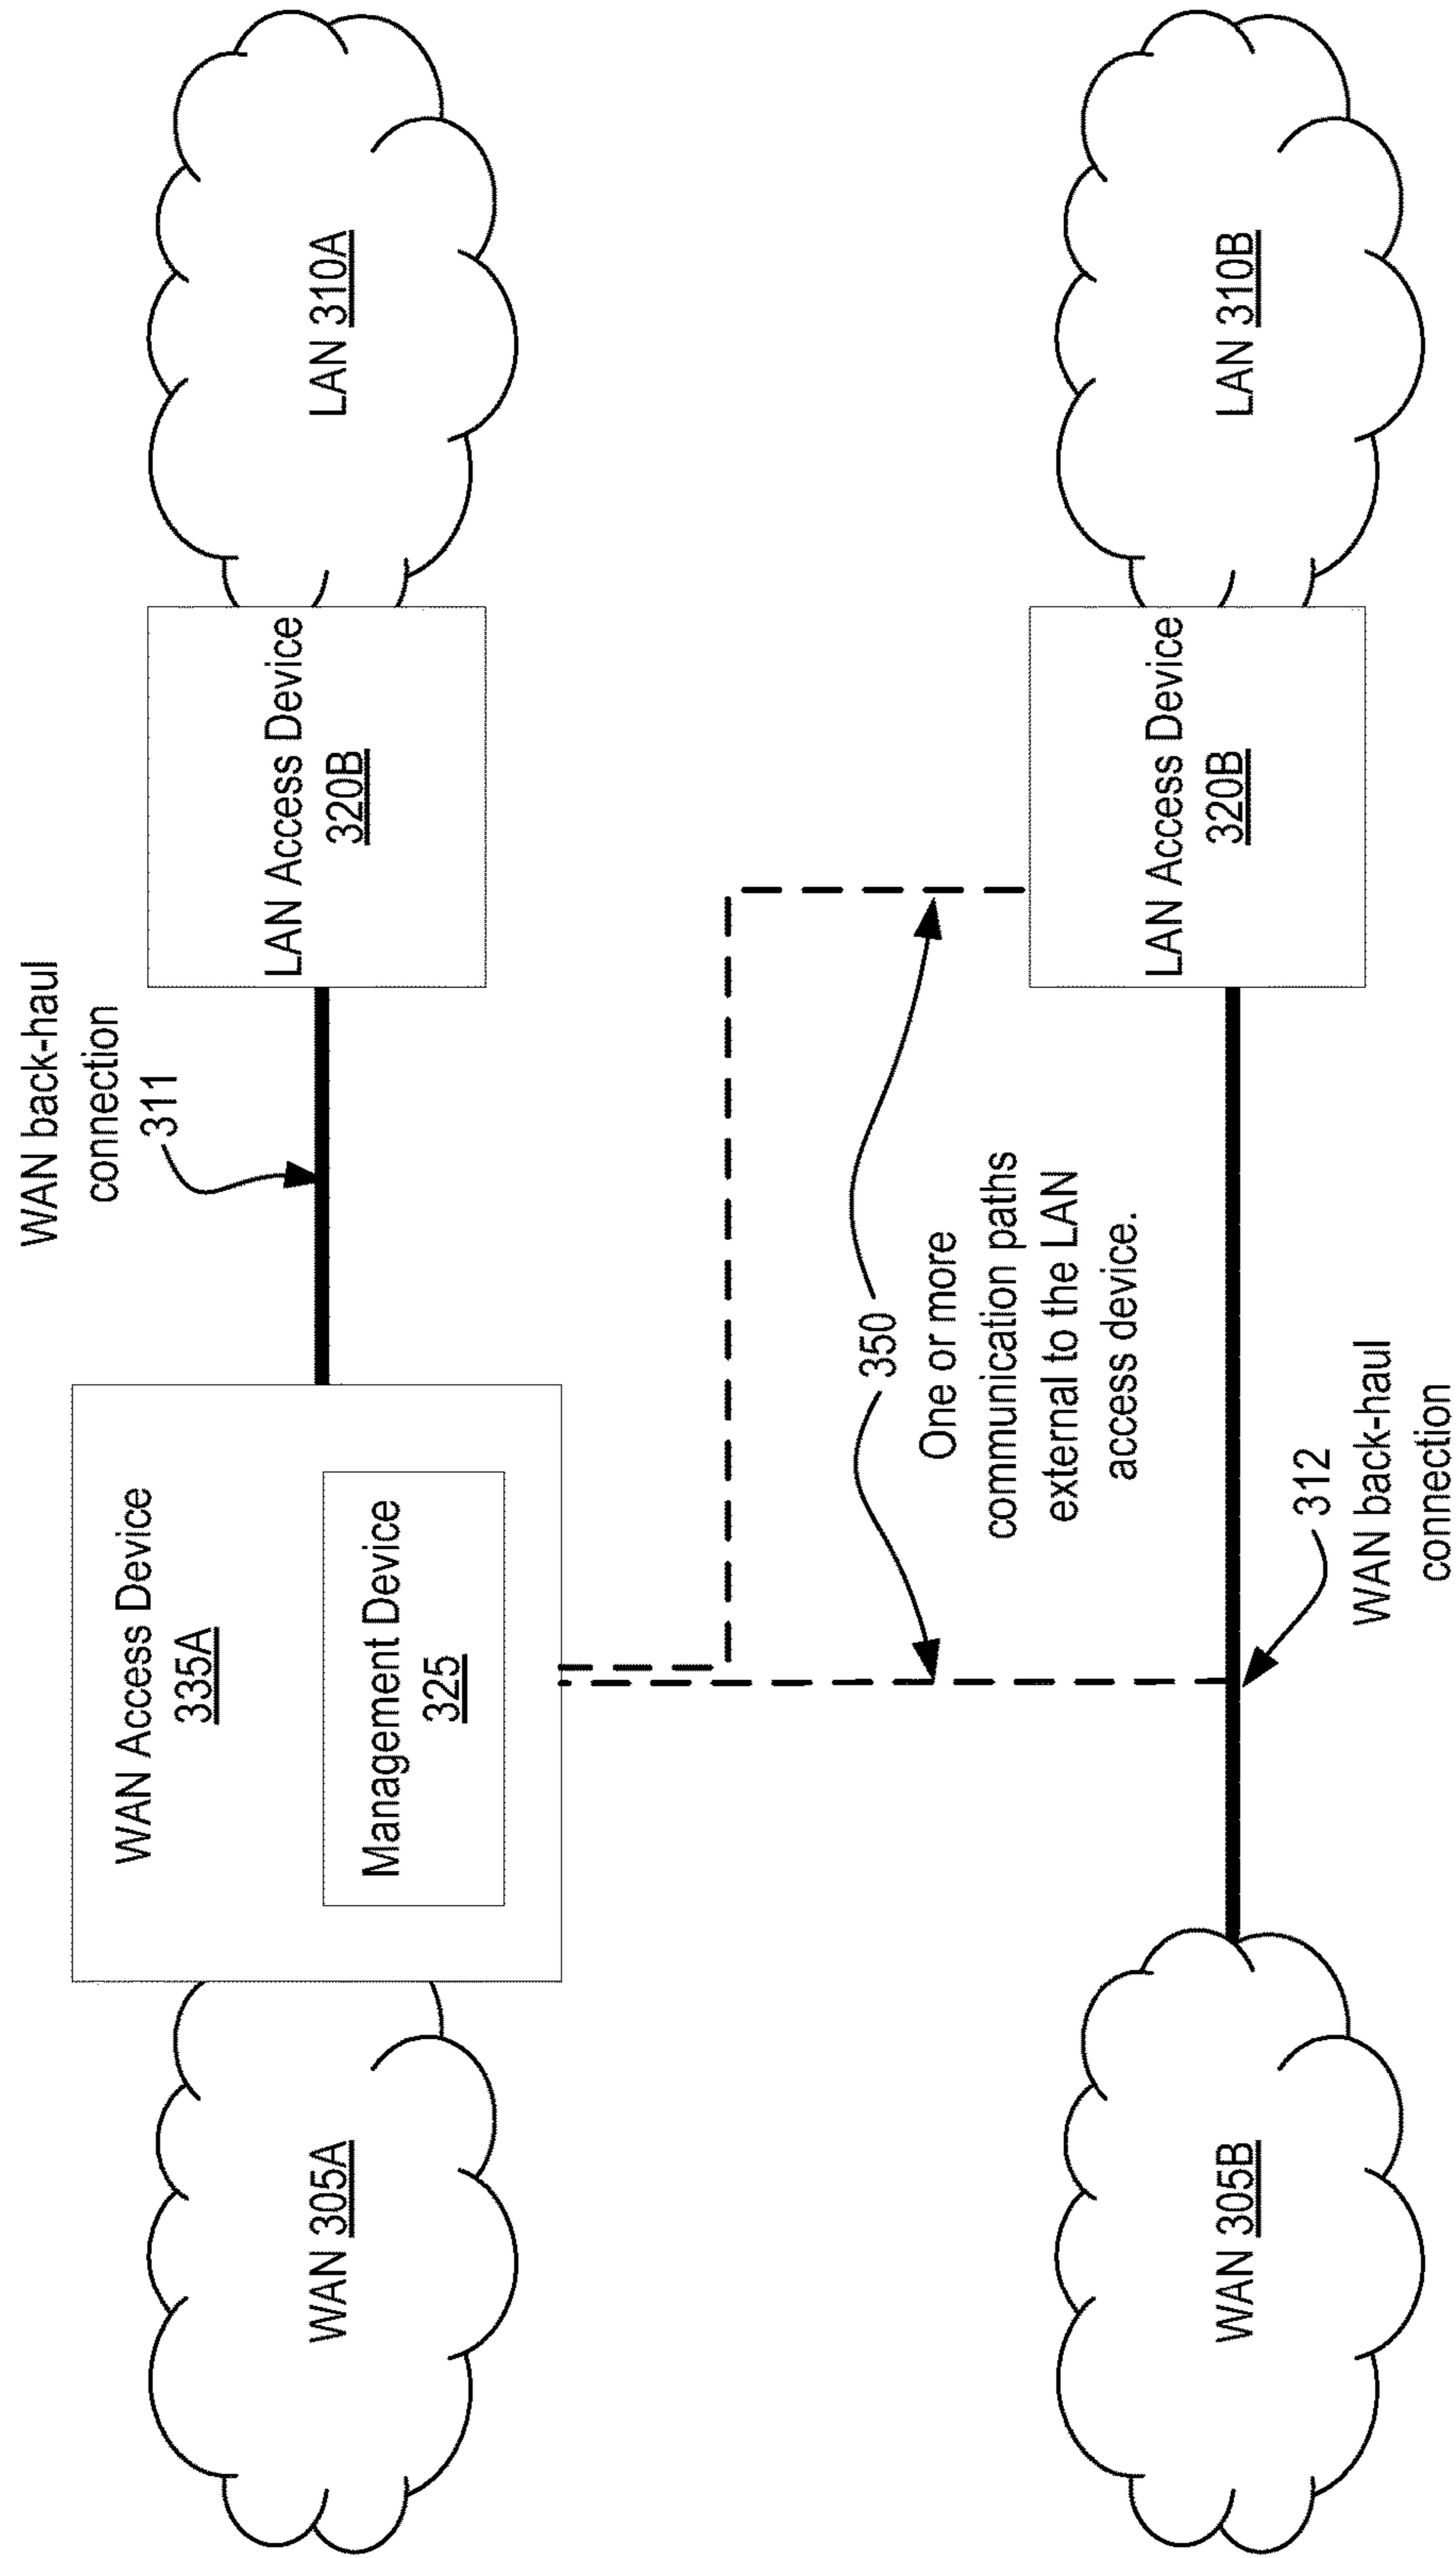 WAN back-haul
connection
311
WAN 305A
WAN Access Device
335A
Management Device
325
LAN Access Device
320B
LAN 310A
350
One or more
communication paths
external to the LAN
access device.
WAN 305B
312
WAN back-haul
connection
LAN Access Device
320B
LAN 310B